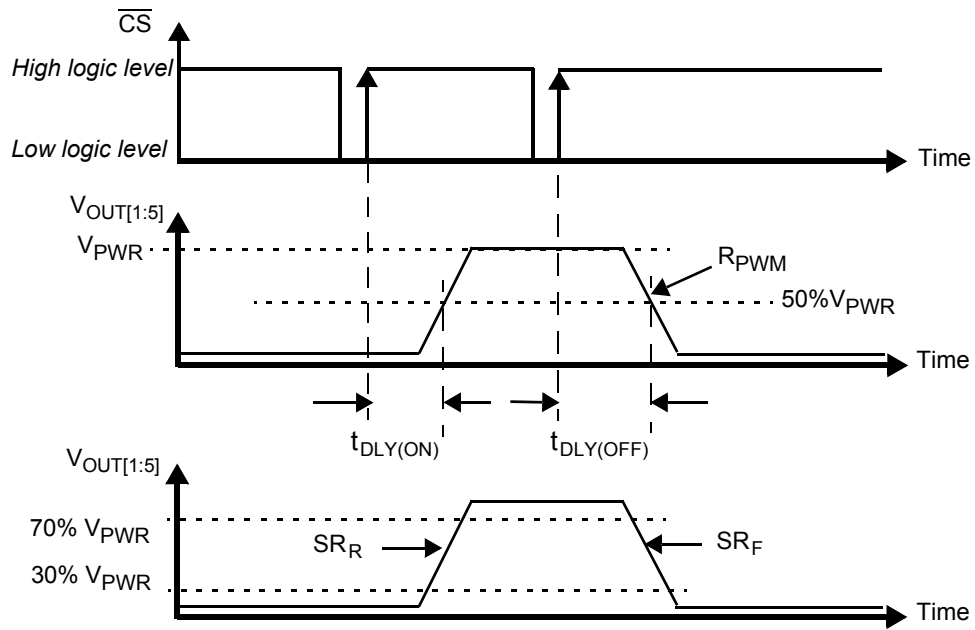 CS
High logic level
Low logic level
Time
VOUT[1:5]
VPWR
RPWM
50%VPWR
Time
tDLY(ON)
tDLY(OFF)
VOUT[1:5]
70% VPWR
SRR
SRF
30% VPWR
Time